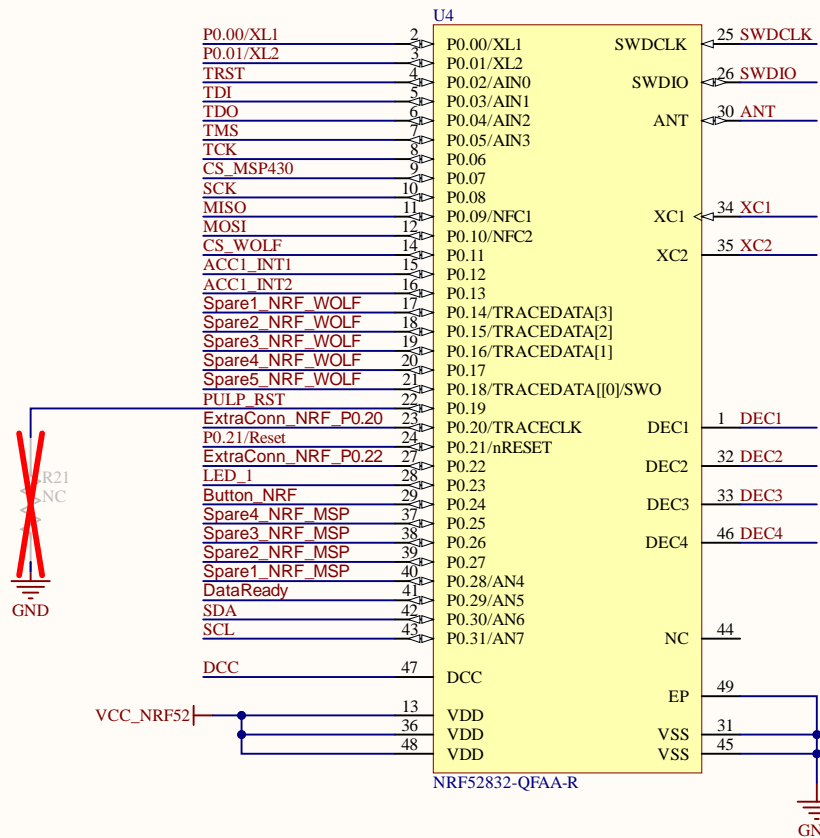 U4
P0.00/XL1 2 P0.00/XL1 SWDCLK 25 SWDCLK
P0.01/XL2 3 P0.01/XL2
TRST 4 P0.02/AIN0 SWDIO 26 SWDIO
TDI 5 P0.03/AIN1
TDO 6 P0.04/AIN2 ANT 30 ANT
TMS 7 P0.05/AIN3
TCK 8 P0.06
CS_MSP430 9 P0.07
SCK 10 P0.08
MISO 11 P0.09/NFC1 XC1 34 XC1
MOSI 12 P0.10/NFC2
CS_WOLF 14 P0.11 XC2 35 XC2
ACC1_INT1 15 P0.12
ACC1_INT2 16 P0.13
Spare1_NRF_WOLF 17 P0.14/TRACEDATA[3]
Spare2_NRF_WOLF 18 P0.15/TRACEDATA[2]
Spare3_NRF_WOLF 19 P0.16/TRACEDATA[1]
Spare4_NRF_WOLF 20 P0.17
Spare5_NRF_WOLF 21 P0.18/TRACEDATA[[0]/SWO
PULP_RST 22 P0.19
ExtraConn_NRF_P0.20 23 P0.20/TRACECLK DEC1 1 DEC1
P0.21/Reset 24 P0.21/nRESET
ExtraConn_NRF_P0.22 27 P0.22 DEC2 32 DEC2
R21
LED_1 28 P0.23
NC
Button_NRF 29 P0.24 DEC3 33 DEC3
Spare4_NRF_MSP 37 P0.25
Spare3_NRF_MSP 38 P0.26 DEC4 46 DEC4
Spare2_NRF_MSP 39 P0.27
Spare1_NRF_MSP 40 P0.28/AN4
DataReady 41 P0.29/AN5
GND
SDA 42 P0.30/AN6
SCL 43 P0.31/AN7 NC 44
DCC 47 DCC
EP 49
VCC_NRF52 13 VDD
36 VDD VSS 31
48 VDD VSS 45
NRF52832-QFAA-R
GN